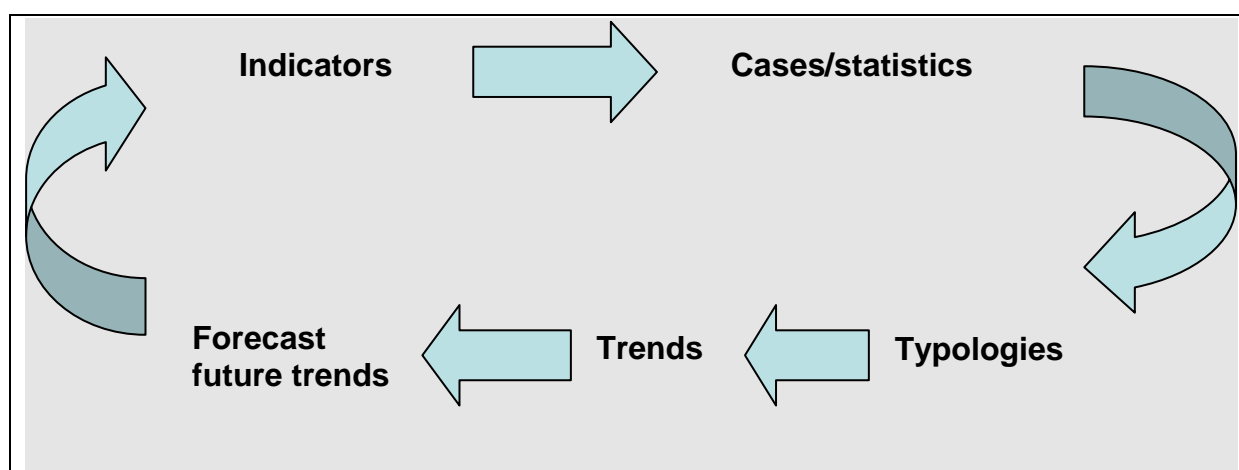 Indicators
Cases/statistics
Forecast
future trends
Trends
Typologies